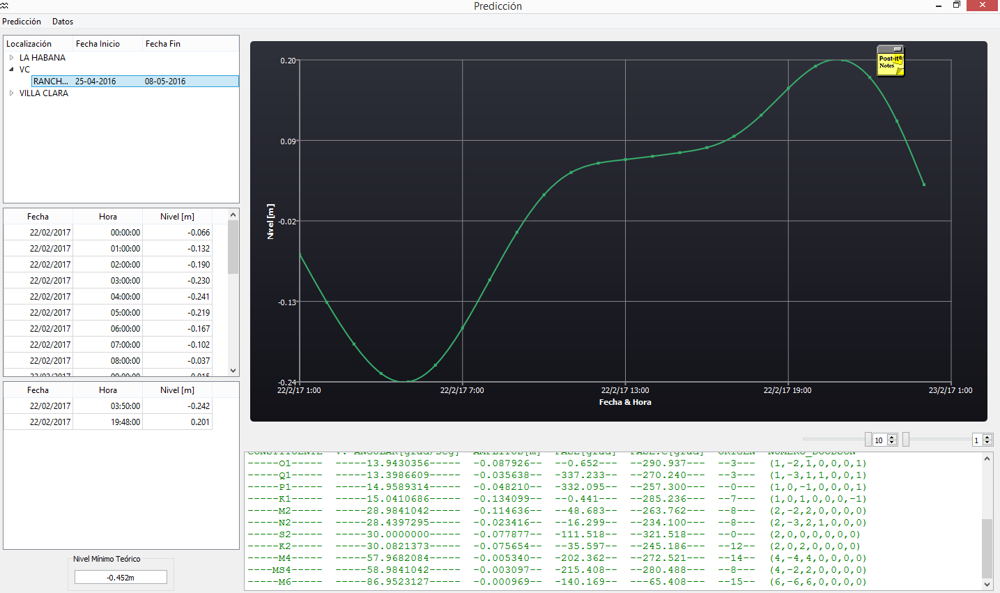 Predicción
Predicción Datos
Localización Fecha Inicio Fecha Fin
LA HABANA
VC
RANCH... 25-04-2016 08-05-2016
VILLA CLARA
Fecha Hora Nivel [m]
22/02/2017 00:00:00 -0.066
22/02/2017 01:00:00 -0.132
22/02/2017 02:00:00 -0.190
22/02/2017 03:00:00 -0.230
22/02/2017 04:00:00 -0.241
22/02/2017 05:00:00 -0.219
22/02/2017 06:00:00 -0.167
22/02/2017 07:00:00 -0.102
22/02/2017 08:00:00 -0.037
22/02/2017 09:00:00 0.015
Fecha Hora Nivel [m]
22/02/2017 03:50:00 -0.242
22/02/2017 19:48:00 0.201
Nivel Mínimo Teórico
-0.452m
Post-it®
Notes
0.20
0.09
-0.02
-0.13
-0.24
Nivel [m]
22/2/17 1:00 22/2/17 7:00 22/2/17 13:00 22/2/17 19:00 23/2/17 1:00
Fecha & Hora
10 1
CONSTITUENTE V. ANGULAR[grad/seg] AMPLITUD[m] FASE[grad] FASE.G[grad] ORIGEN NUMERO_DOODSON
-----O1----- -----13.9430356----- -0.087926-- --0.652--- --290.937--- --3--- (1,-2,1,0,0,0,1)
-----Q1----- -----13.3986609----- -0.035638-- -337.233-- --270.240--- --3--- (1,-3,1,1,0,0,1)
-----P1----- -----14.9589314----- -0.048210-- -332.095-- --257.300--- --0--- (1,0,-1,0,0,0,1)
-----K1----- -----15.0410686----- -0.134099-- --0.441--- --285.236--- --7--- (1,0,1,0,0,0,-1)
-----M2----- -----28.9841042----- -0.114636-- --48.683-- --263.762--- --8--- (2,-2,2,0,0,0,0)
-----N2----- -----28.4397295----- -0.023416-- --16.299-- --234.100--- --8--- (2,-3,2,1,0,0,0)
-----S2----- -----30.0000000----- -0.077877-- -111.518-- --321.518--- --0--- (2,0,0,0,0,0,0)
-----K2----- -----30.0821373----- -0.075654-- --35.597-- --245.186--- --12-- (2,0,2,0,0,0,0)
-----M4----- -----57.9682084----- -0.005340-- -202.362-- --272.521--- --14-- (4,-4,4,0,0,0,0)
----MS4----- -----58.9841042----- -0.003097-- -215.408-- --280.488--- --8--- (4,-2,2,0,0,0,0)
-----M6----- -----86.9523127----- -0.000969-- -140.169-- ---65.408--- --15-- (6,-6,6,0,0,0,0)